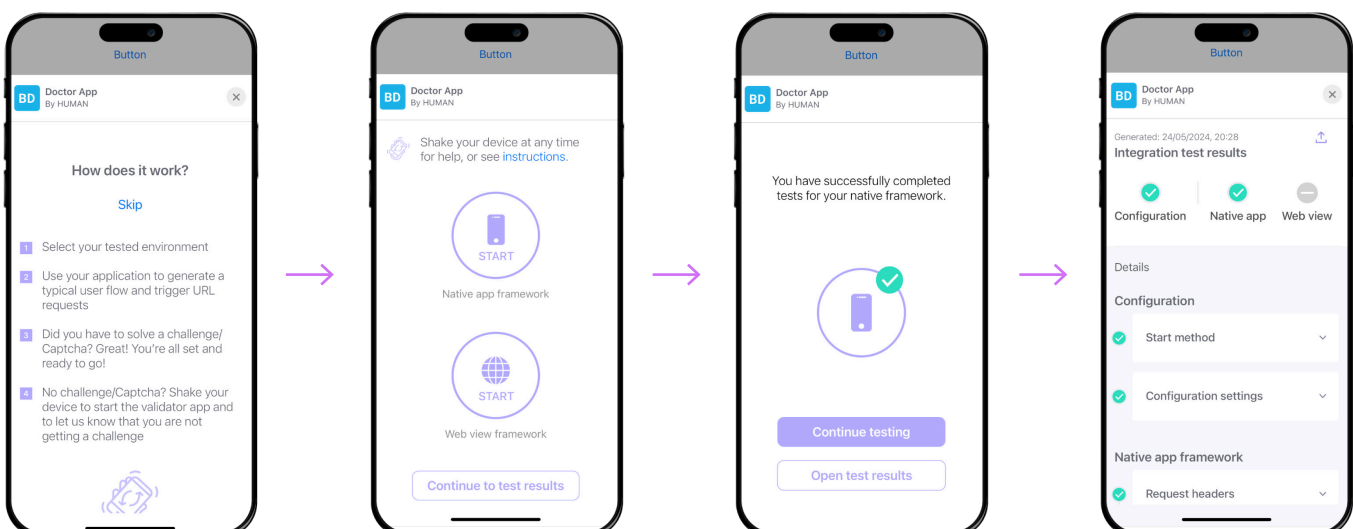 Button
BD
Doctor App
By HUMAN
How does it work?
Skip
1 Select your tested environment
2 Use your application to generate a
typical user flow and trigger URL
requests
3 Did you have to solve a challenge/
Captcha? Great! You're all set and
ready to go!
4 No challenge/Captcha? Shake your
device to start the validator app and
to let us know that you are not
getting a challenge
Button
BD
Doctor App
By HUMAN
Shake your device at any time
for help, or see instructions.
START
Native app framework
START
Web view framework
Continue to test results
Button
BD
Doctor App
By HUMAN
You have successfully completed
tests for your native framework.
Continue testing
Open test results
Button
BD
Doctor App
By HUMAN
Generated: 24/05/2024, 20:28
Integration test results
Configuration Native app Web view
Details
Configuration
Start method
Configuration settings
Native app framework
Request headers